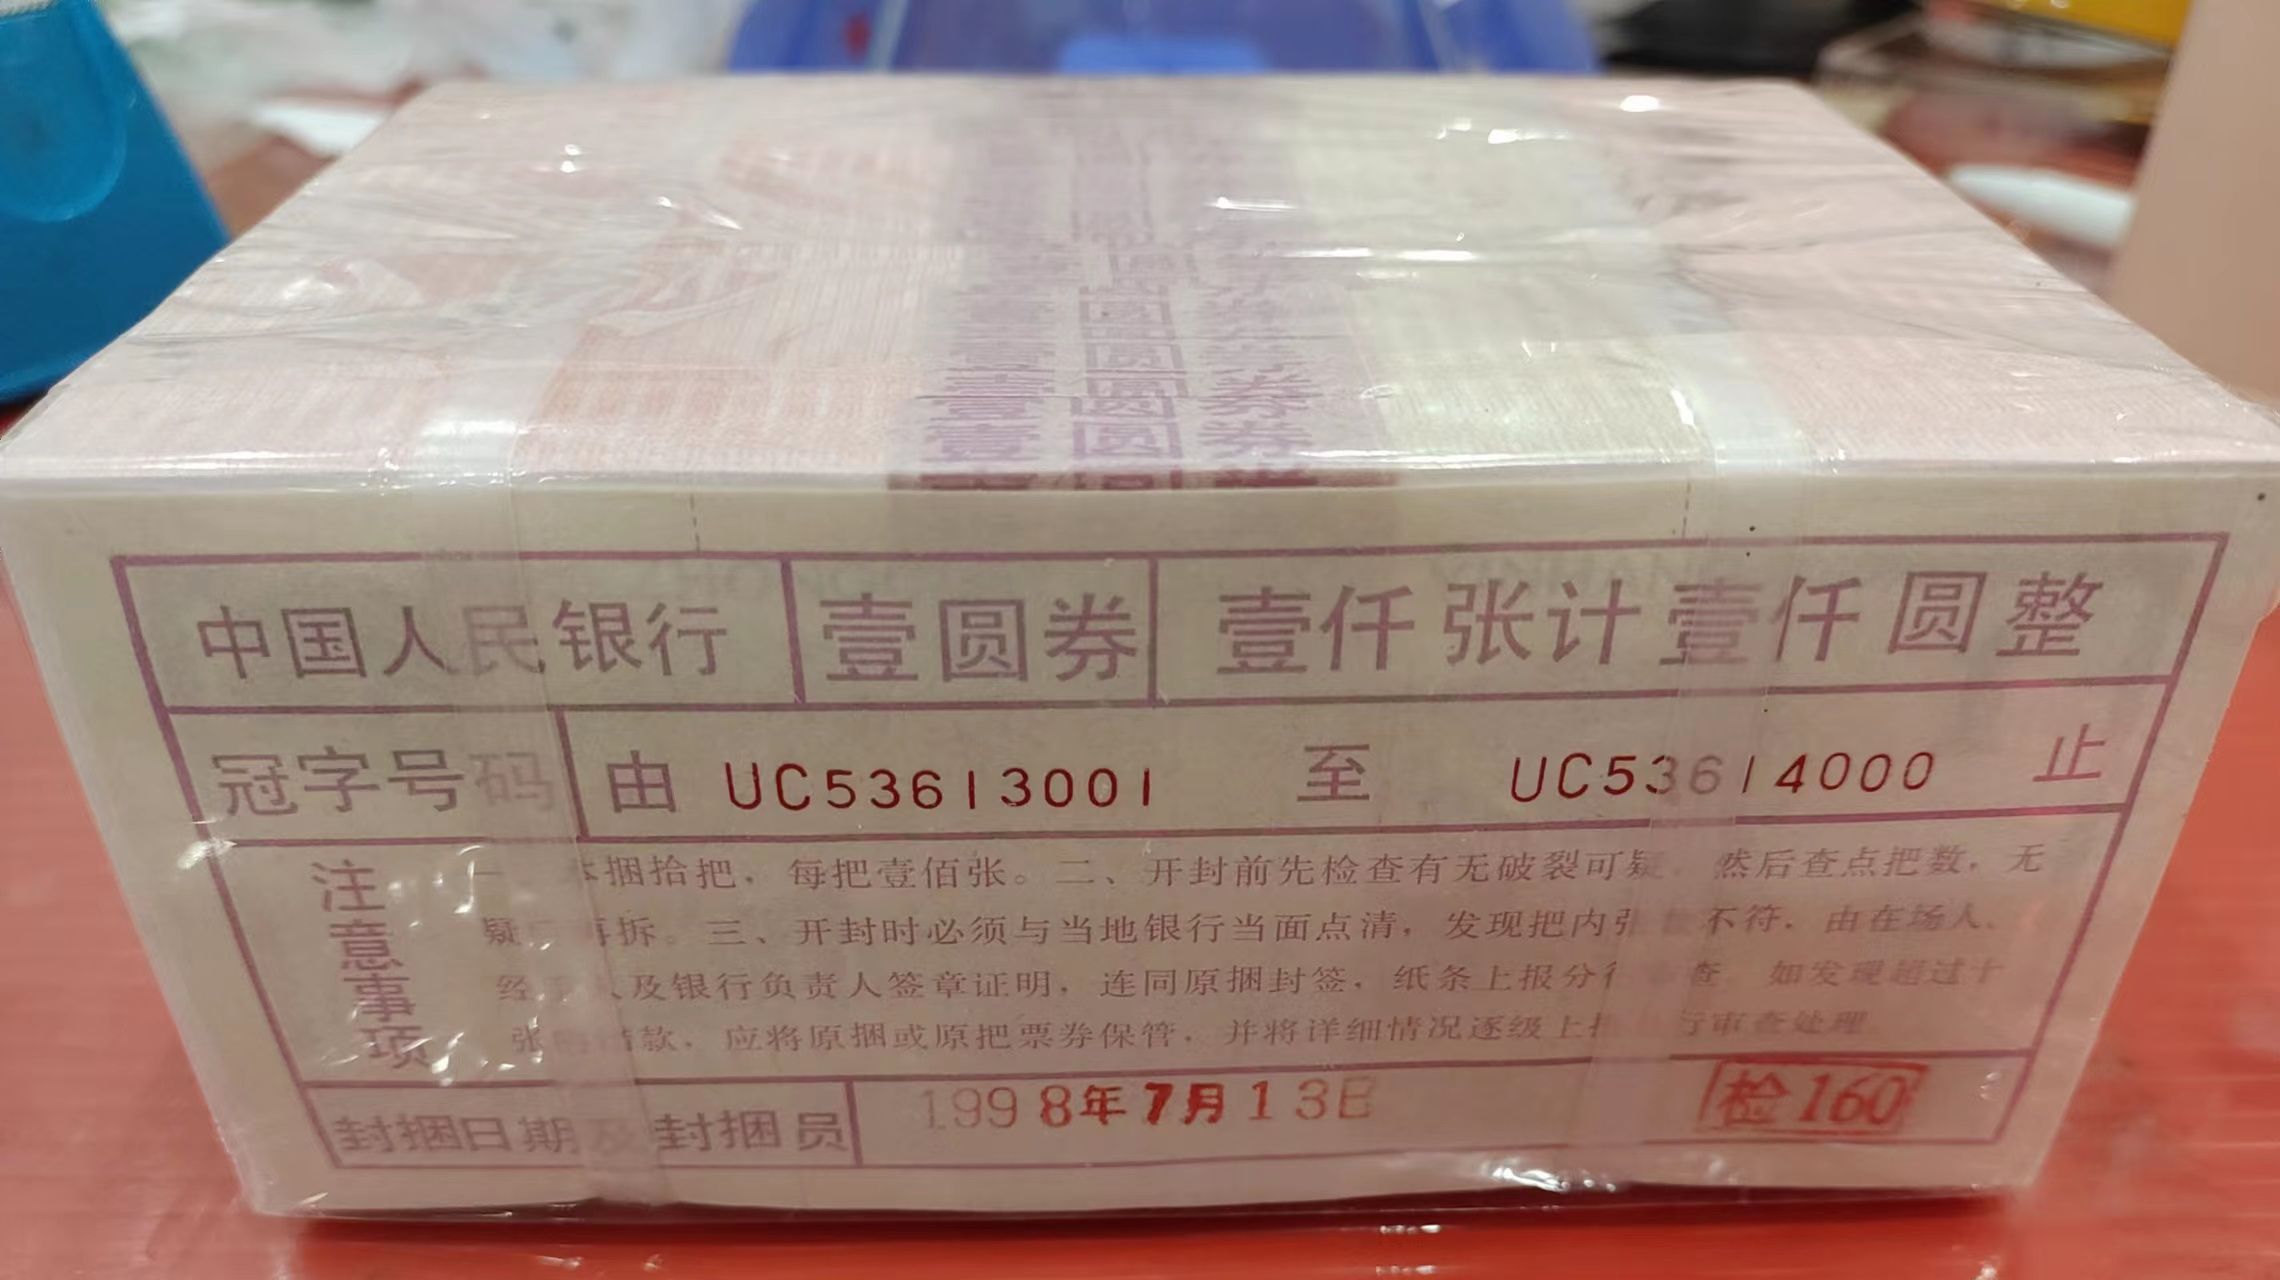 壹圆券
壹圆券
中国人民银行 壹圆券 壹仟张计壹仟圆整
冠字号码 由 UC53613001 至 UC53614000 止
注意事项
一、本捆拾把，每把壹佰张。二、开封前先检查有无破裂可疑，然后查点把数，无
疑 再拆。三、开封时必须与当地银行当面点清，发现把内张 不符，由在场人、
经 人及银行负责人签章证明，连同原捆封签，纸条上报分行 查，如发现超过十
张 款，应将原捆或原把票券保管，并将详细情况逐级上报 行审查处理
封捆日期及封捆员 1998年7月13日 检160